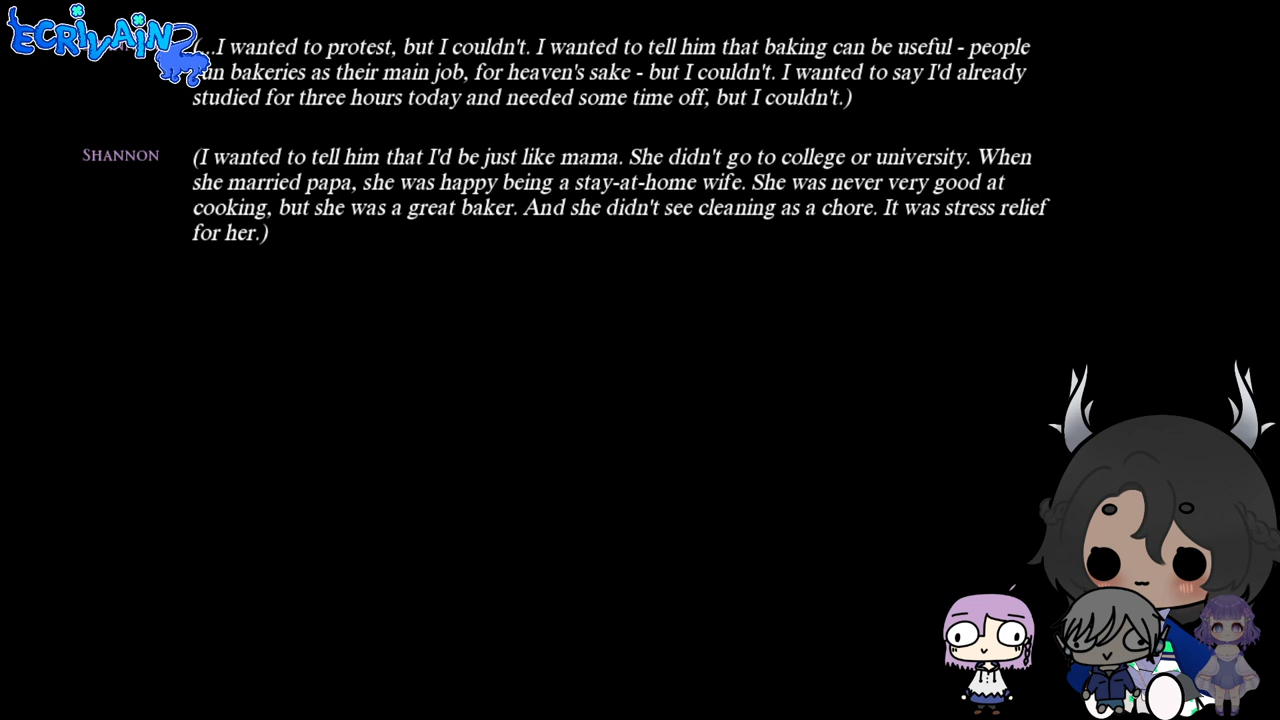 ECRIVAIN
(...I wanted to protest, but I couldn't. I wanted to tell him that baking can be useful - people
run bakeries as their main job, for heaven's sake - but I couldn't. I wanted to say I'd already
studied for three hours today and needed some time off, but I couldn't.)
SHANNON
(I wanted to tell him that I'd be just like mama. She didn't go to college or university. When
she married papa, she was happy being a stay-at-home wife. She was never very good at
cooking, but she was a great baker. And she didn't see cleaning as a chore. It was stress relief
for her.)